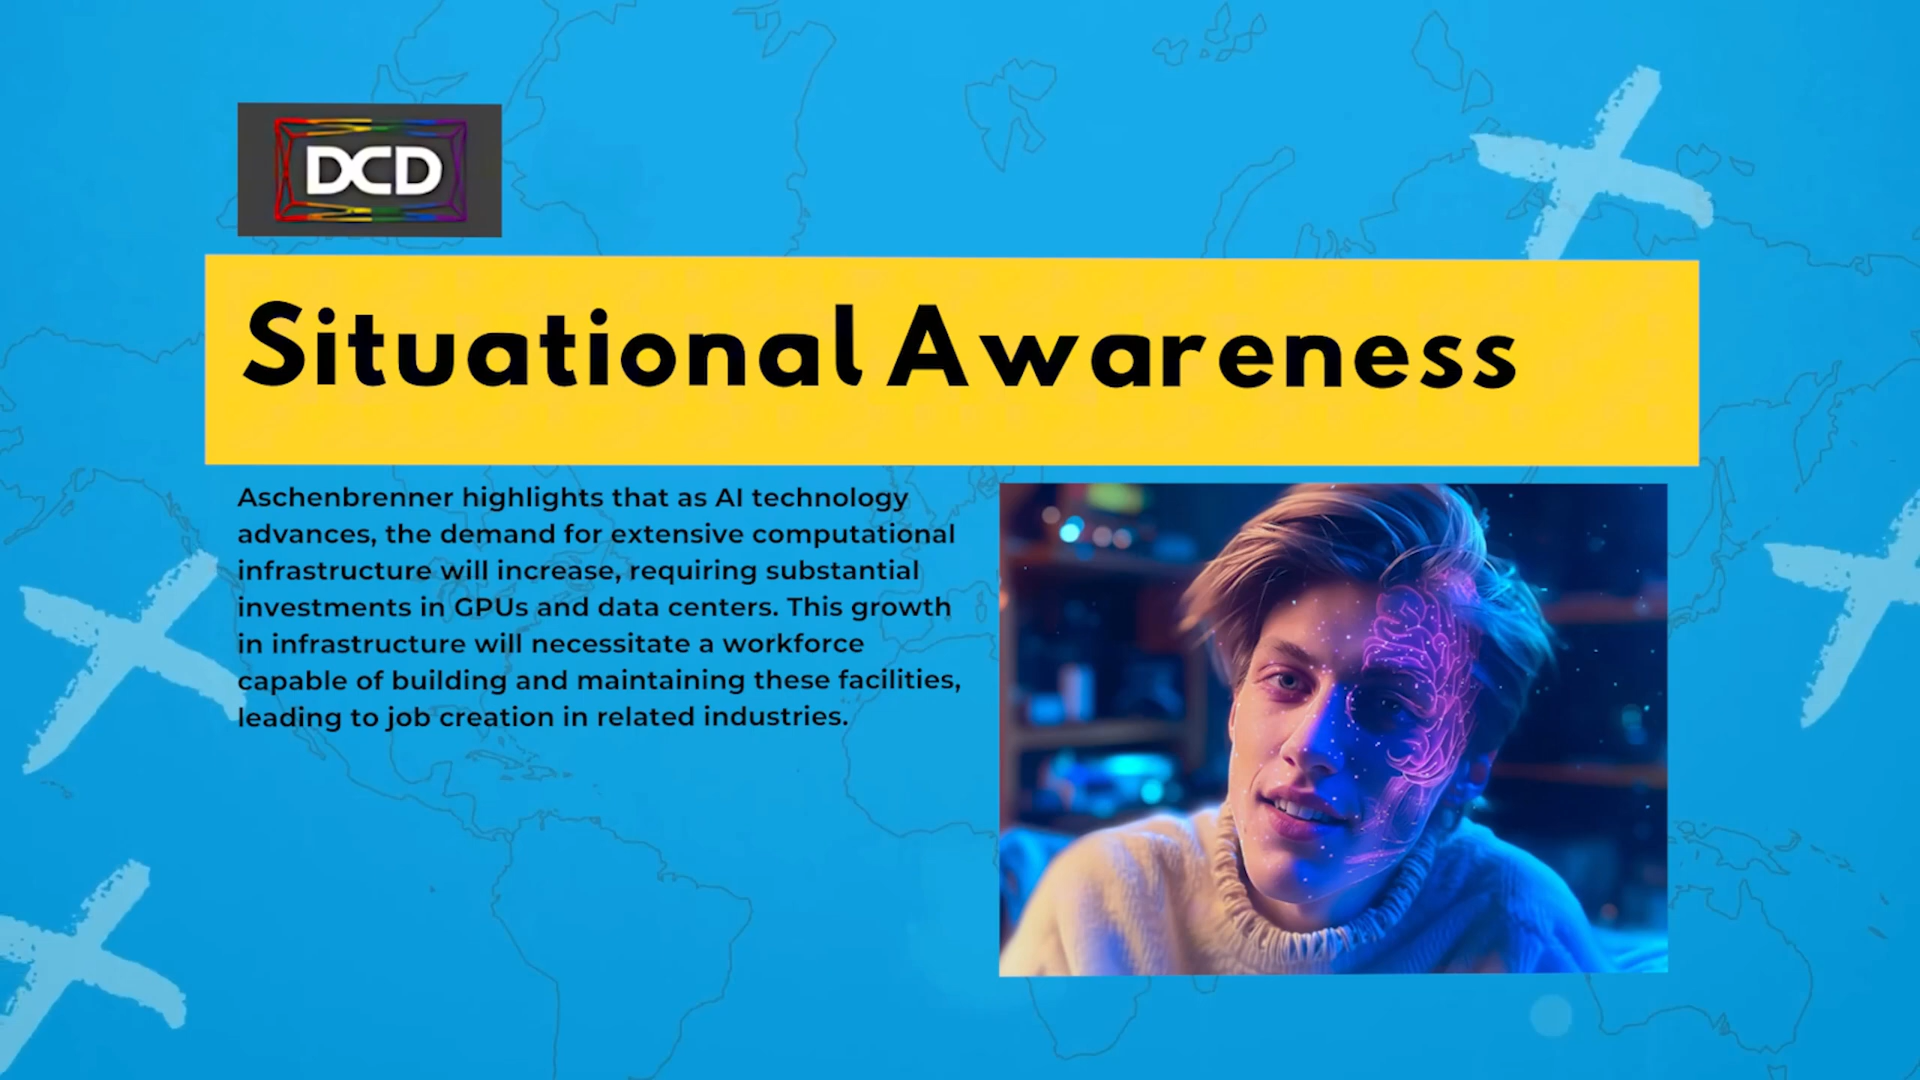 DCD
Situational Awareness
Aschenbrenner highlights that as AI technology
advances, the demand for extensive computational
infrastructure will increase, requiring substantial
investments in GPUs and data centers. This growth
in infrastructure will necessitate a workforce
capable of building and maintaining these facilities,
leading to job creation in related industries.